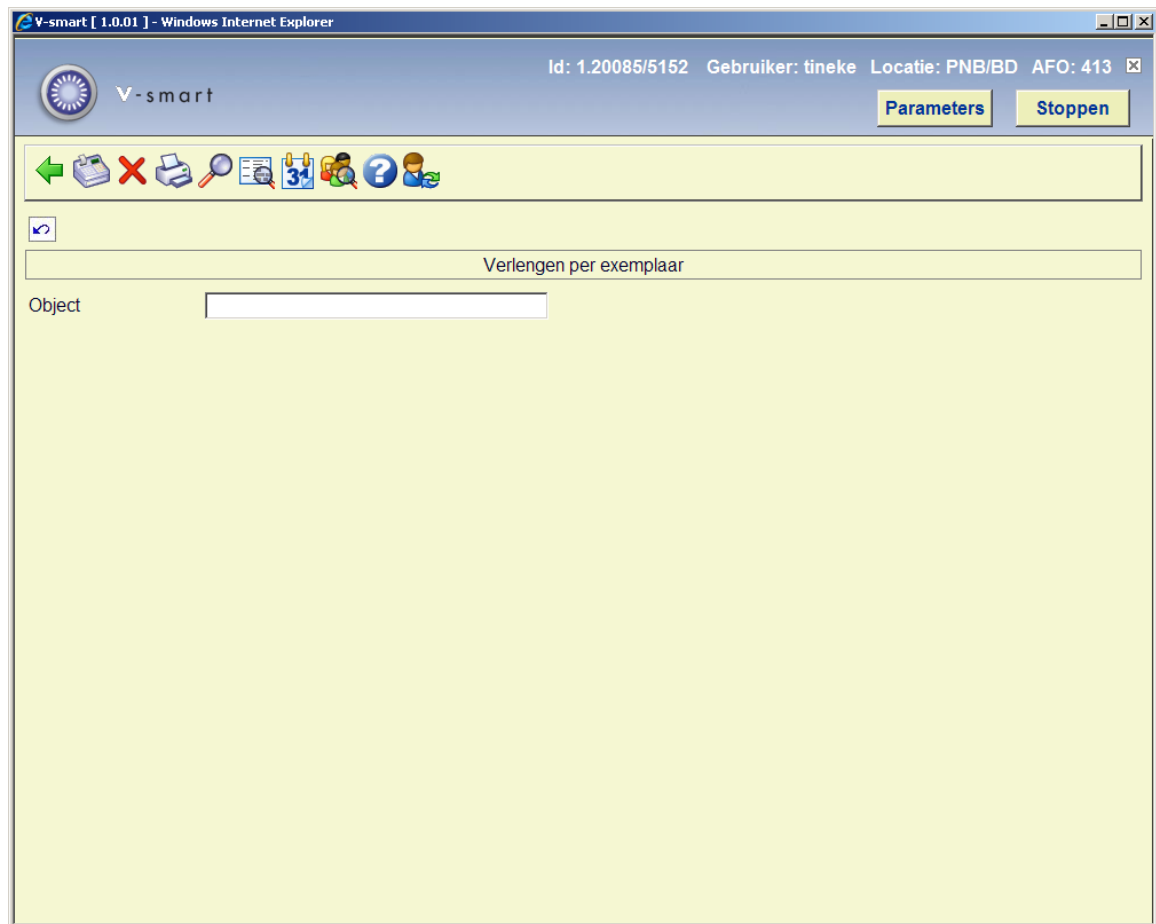 V-smart [ 1.0.01 ] - Windows Internet Explorer
Id: 1.20085/5152 Gebruiker: tineke Locatie: PNB/BD AFO: 413
V-smart
Parameters Stoppen
31
Verlengen per exemplaar
Object